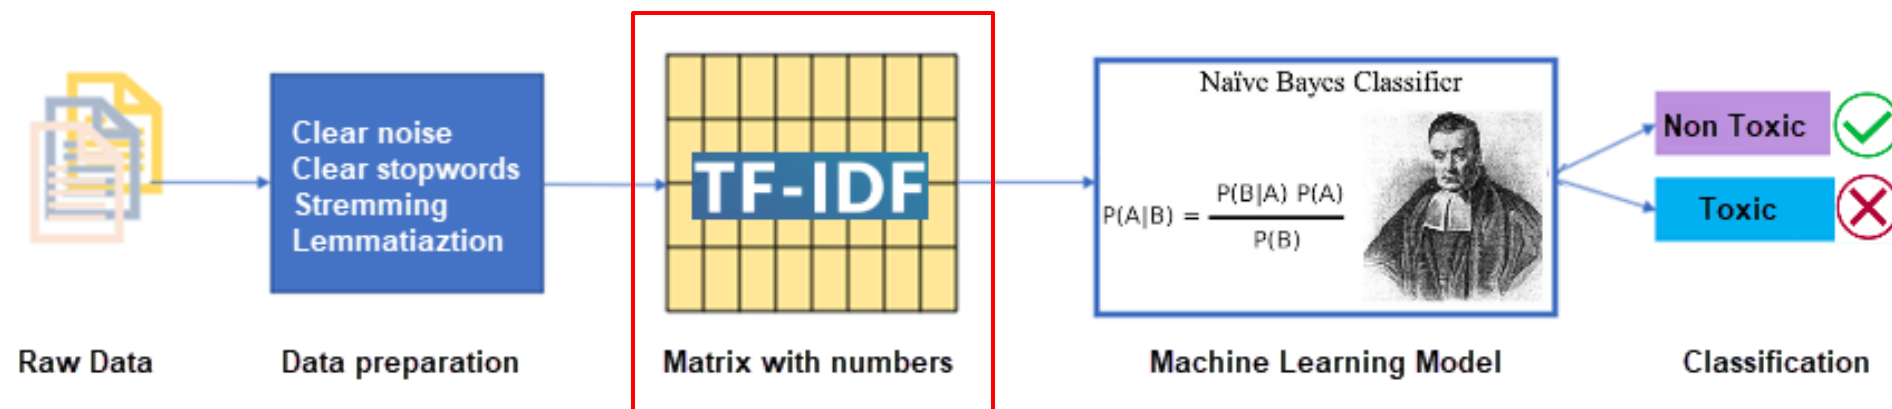 Raw Data
Clear noise
Clear stopwords
Stremming
Lemmatiaztion
Data preparation
TF-IDF
Matrix with numbers
Naïve Bayes Classifier
P(A|B) = P(B|A) P(A)
P(B)
Machine Learning Model
Non Toxic
Toxic
Classification